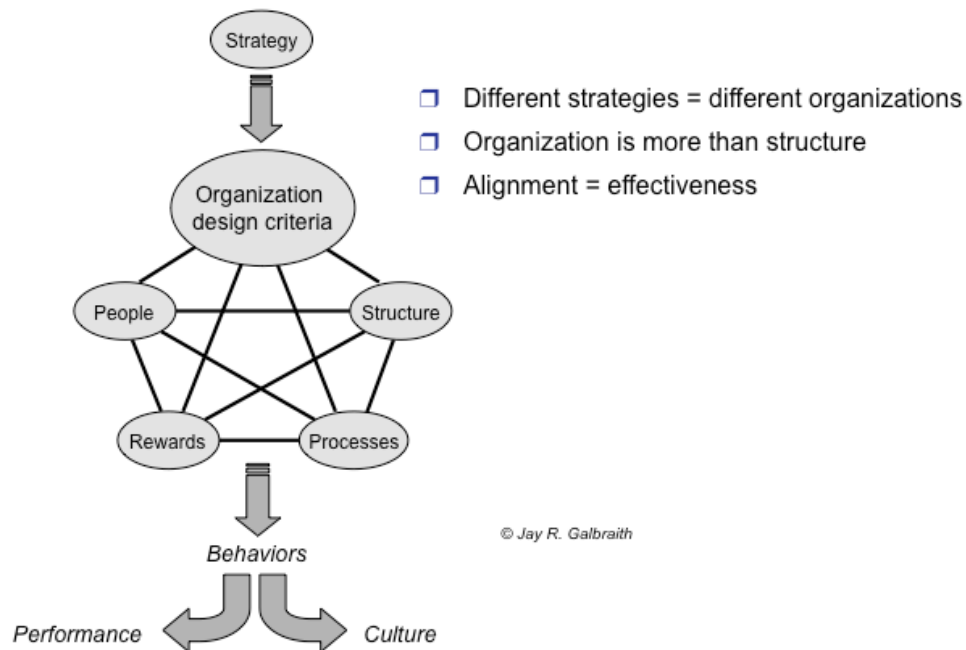 Strategy
Different strategies = different organizations
Organization is more than structure
Alignment = effectiveness
Organization
design criteria
People
Structure
Rewards
Processes
© Jay R. Galbraith
Behaviors
Performance
Culture